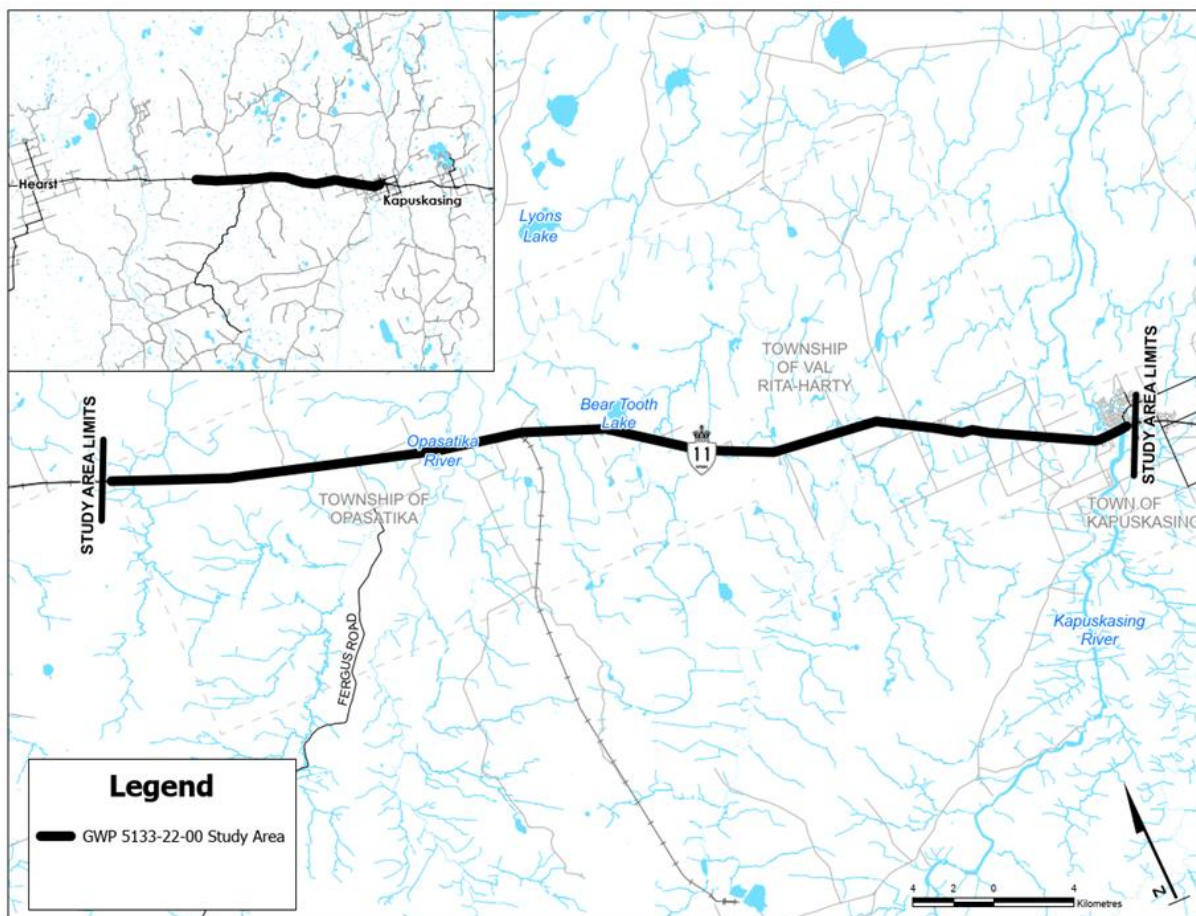 Hearst
Kapuskasing
Lyons
Lake
TOWNSHIP
OF VAL
RITA-HARTY
STUDY AREA LIMITS
Bear Tooth
Lake
STUDY AREA LIMITS
Opasatika
River
11
TOWNSHIP OF
OPASATIKA
TOWN OF
KAPUSKASING
FERGUS ROAD
Kapuskasing
River
Legend
GWP 5133-22-00 Study Area
N
4 2 0 4
Kilometres